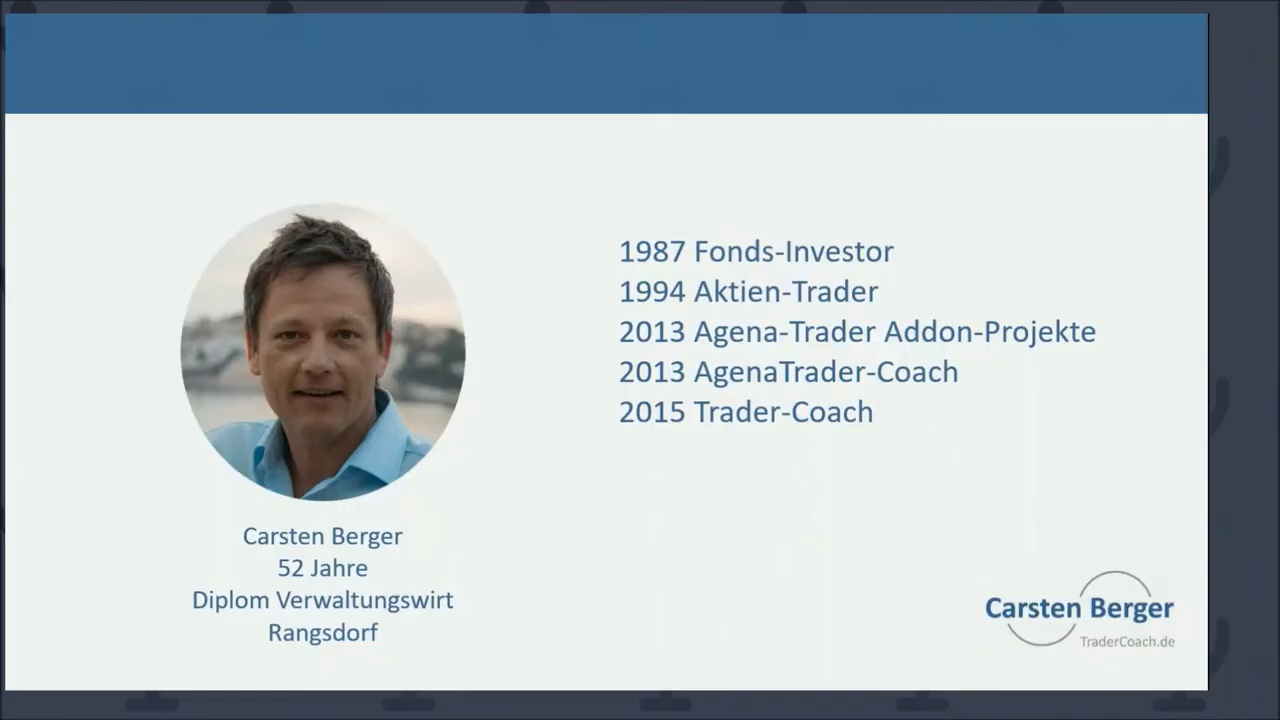 1987 Fonds-Investor
1994 Aktien-Trader
2013 Agena-Trader Addon-Projekte
2013 AgenaTrader-Coach
2015 Trader-Coach
Carsten Berger
52 Jahre
Diplom Verwaltungswirt
Rangsdorf
Carsten Berger
TraderCoach.de